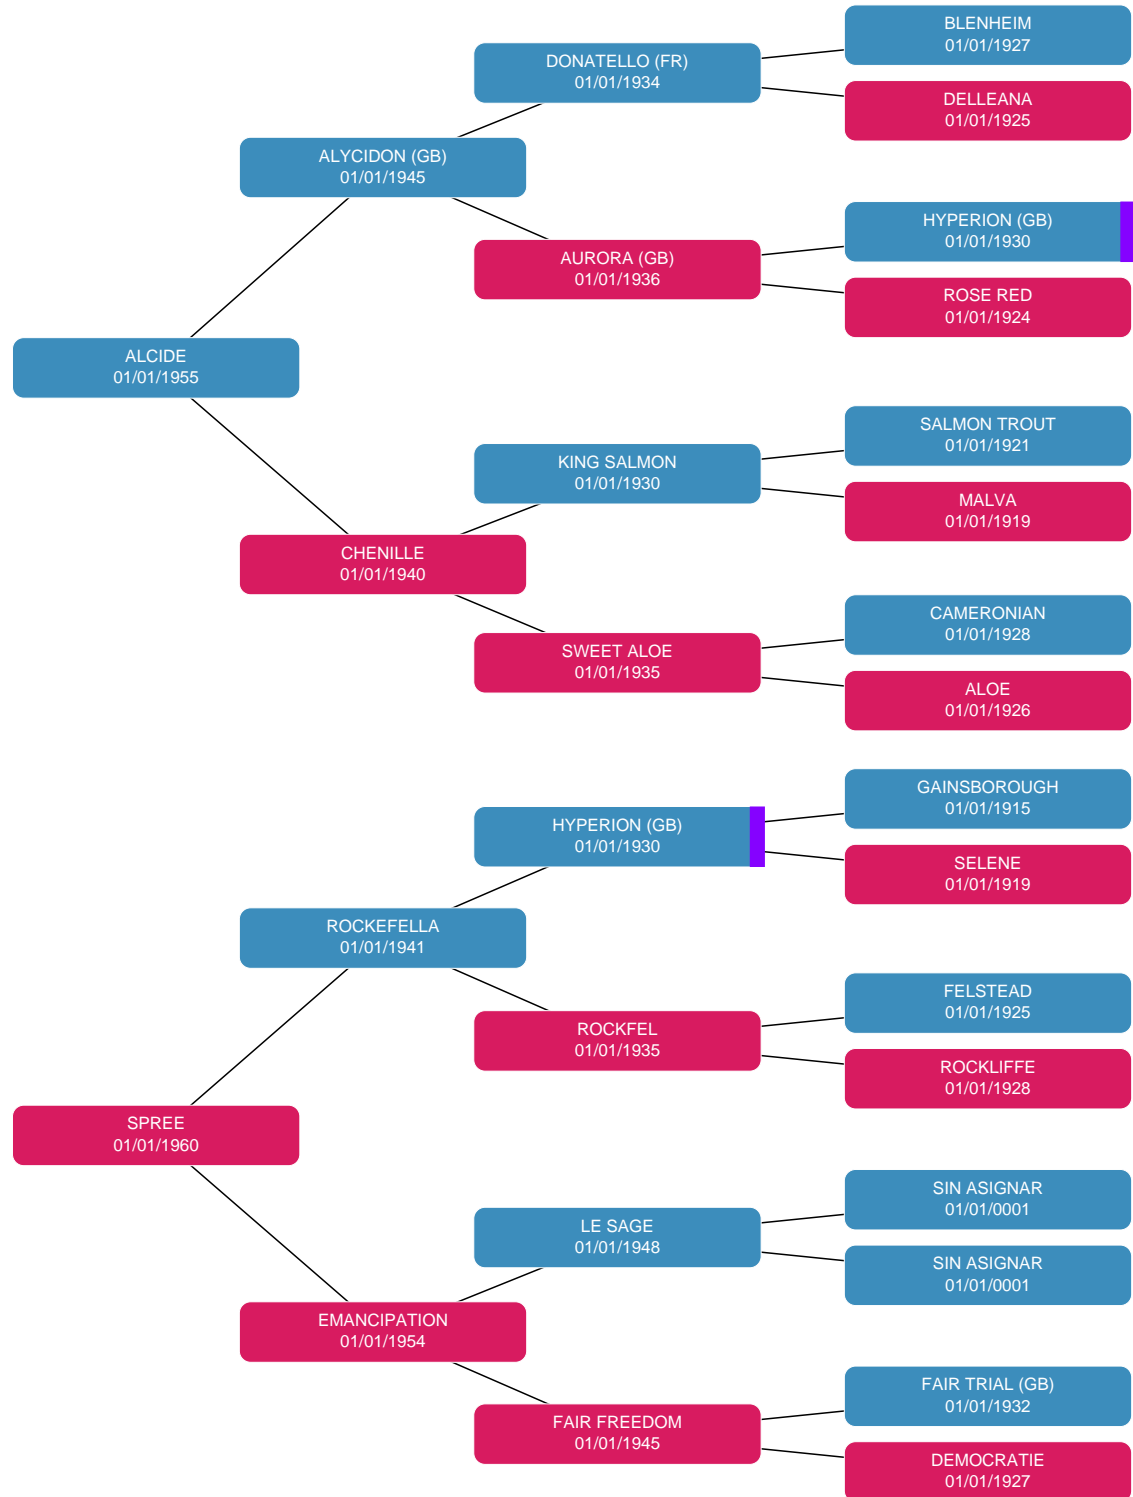 BLENHEIM
01/01/1927
DONATELLO (FR)
01/01/1934
DELLEANA
01/01/1925
ALYCIDON (GB)
01/01/1945
HYPERION (GB)
01/01/1930
AURORA (GB)
01/01/1936
ROSE RED
01/01/1924
ALCIDE
01/01/1955
SALMON TROUT
01/01/1921
KING SALMON
01/01/1930
MALVA
01/01/1919
CHENILLE
01/01/1940
CAMERONIAN
01/01/1928
SWEET ALOE
01/01/1935
ALOE
01/01/1926
GAINSBOROUGH
01/01/1915
HYPERION (GB)
01/01/1930
SELENE
01/01/1919
ROCKEFELLA
01/01/1941
FELSTEAD
01/01/1925
ROCKFEL
01/01/1935
ROCKLIFFE
01/01/1928
SPREE
01/01/1960
SIN ASIGNAR
01/01/0001
LE SAGE
01/01/1948
SIN ASIGNAR
01/01/0001
EMANCIPATION
01/01/1954
FAIR TRIAL (GB)
01/01/1932
FAIR FREEDOM
01/01/1945
DEMOCRATIE
01/01/1927